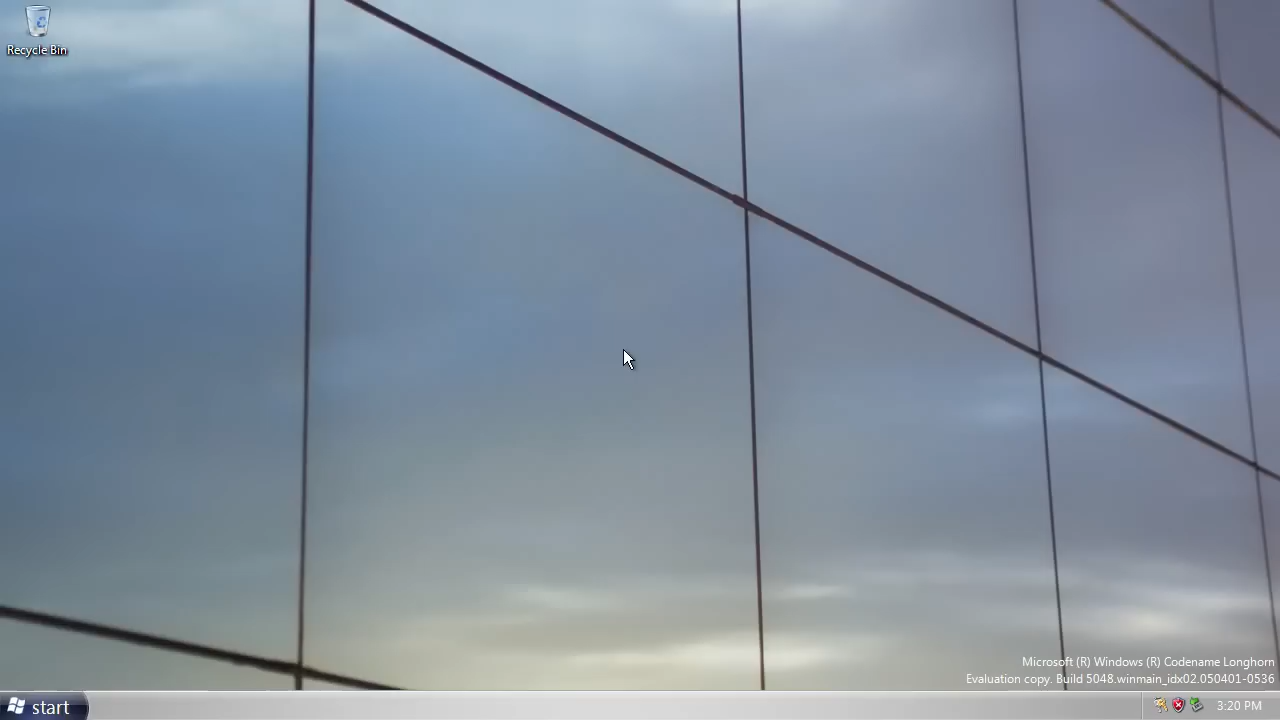 Recycle Bin
Microsoft (R) Windows (R) Codename Longhorn
Evaluation copy. Build 5048.winmain_idx02.050401-0536
start
3:20 PM